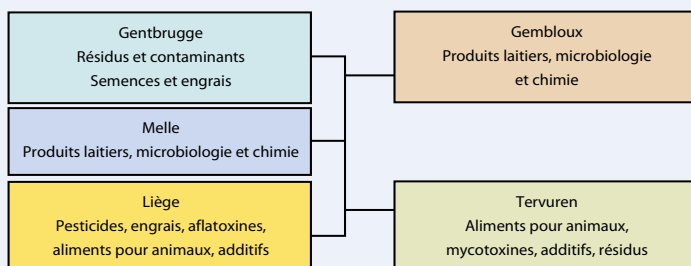 Gentbrugge
Résidus et contaminants
Semences et engrais
Gembloux
Produits laitiers, microbiologie
et chimie
Melle
Produits laitiers, microbiologie et chimie
Liège
Pesticides, engrais, aflatoxines,
aliments pour animaux, additifs
Tervuren
Aliments pour animaux,
mycotoxines, additifs, résidus